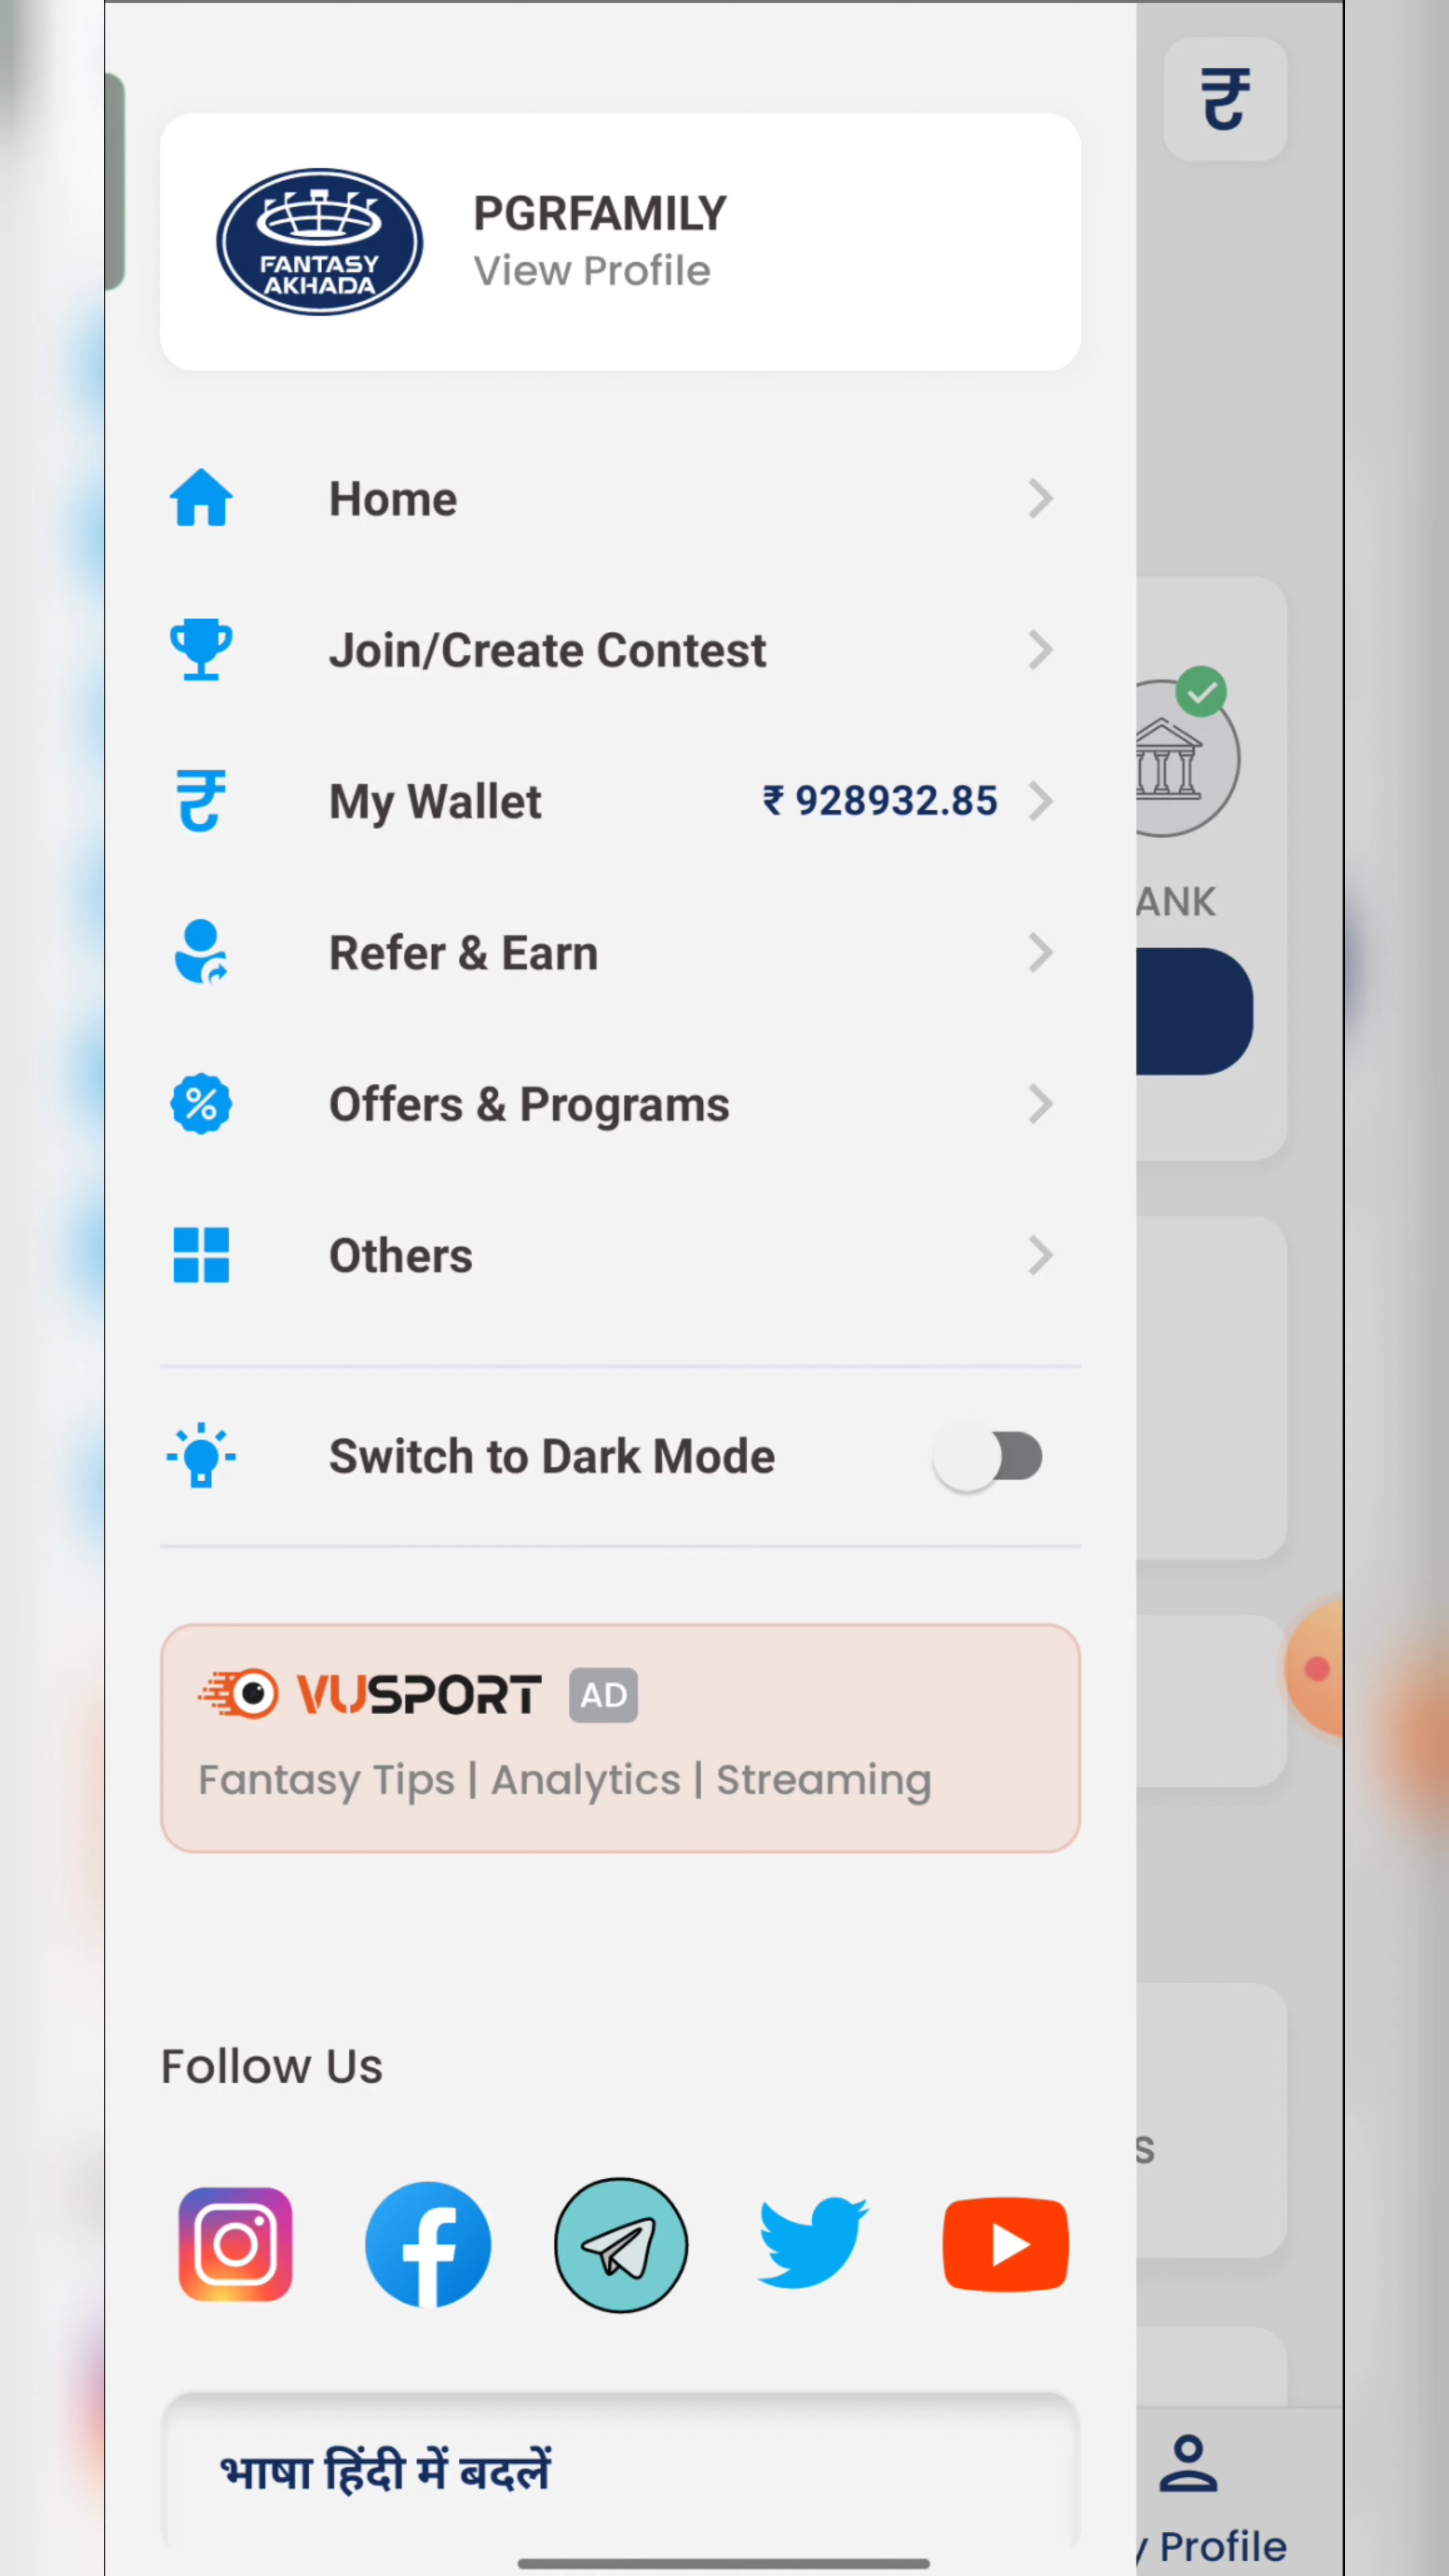 ₹
FANTASY
AKHADA
PGRFAMILY
View Profile
Home
Join/Create Contest
₹
My Wallet ₹ 928932.85
ANK
Refer & Earn
%
Offers & Programs
Others
Switch to Dark Mode
VUSPORT AD
Fantasy Tips | Analytics | Streaming
Follow Us
s
भाषा हिंदी में बदलें
y Profile